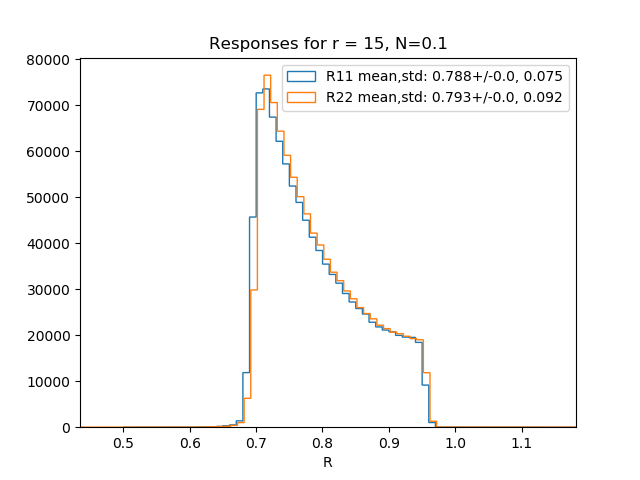 Responses for r = 15, N=0.1
80000
70000
60000
50000
40000
30000
20000
10000
0
R11 mean,std: 0.788+/-0.0, 0.075
R22 mean,std: 0.793+/-0.0, 0.092
0.5 0.6 0.7 0.8 0.9 1.0 1.1
R